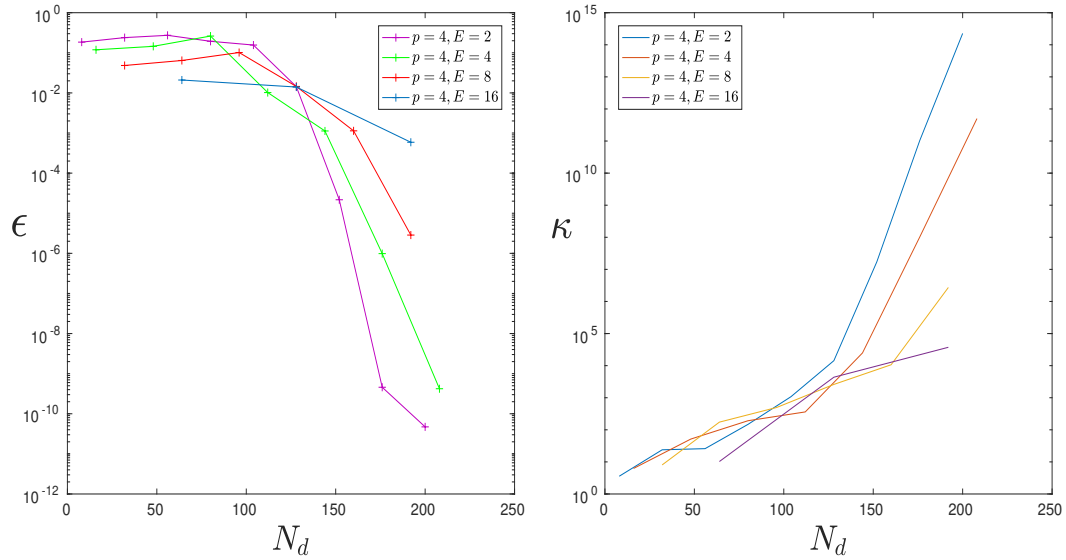 10^0
10^-2
10^-4
10^-6
10^-8
10^-10
10^-12
ϵ
0
50
100
150
200
250
N_d
p = 4, E = 2
p = 4, E = 4
p = 4, E = 8
p = 4, E = 16
10^15
10^10
10^5
10^0
κ
0
50
100
150
200
250
N_d
p = 4, E = 2
p = 4, E = 4
p = 4, E = 8
p = 4, E = 16